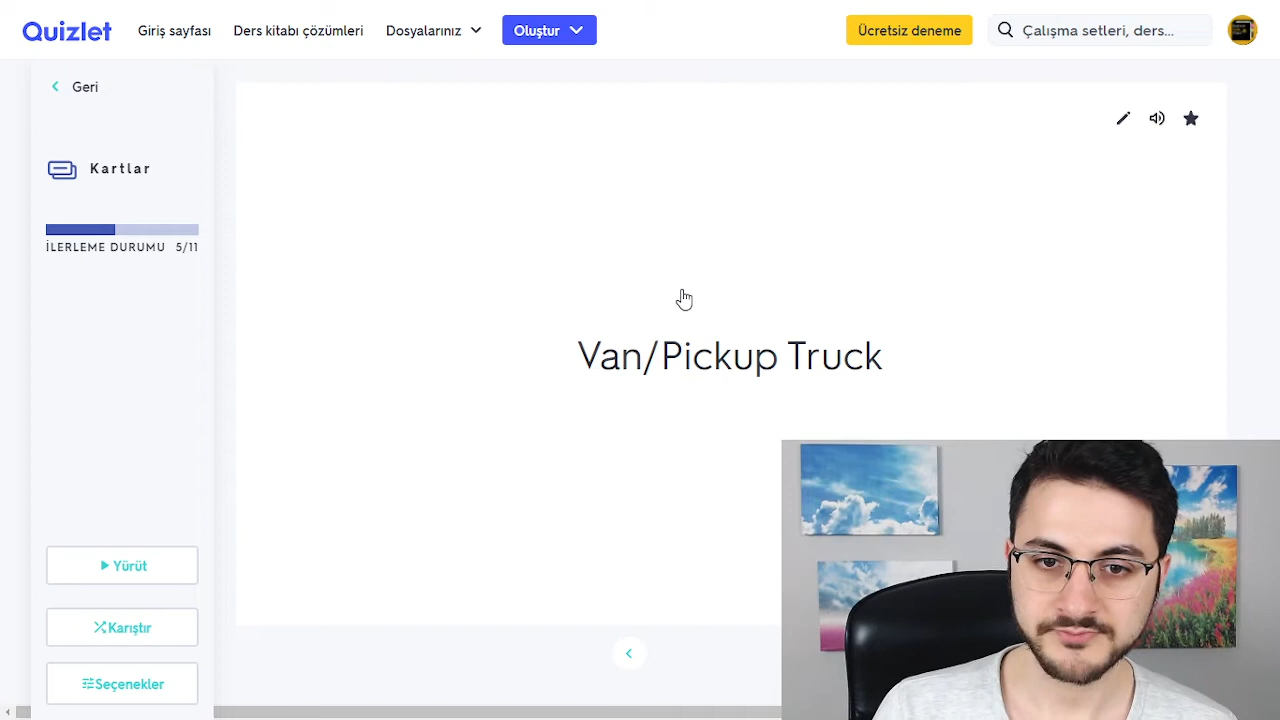 Quizlet
Giriş sayfası
Ders kitabı çözümleri
Dosyalarınız
Oluştur
Ücretsiz deneme
Çalışma setleri, ders...
Geri
Kartlar
İLERLEME DURUMU 5/11
Van/Pickup Truck
Yürüt
Karıştır
Seçenekler